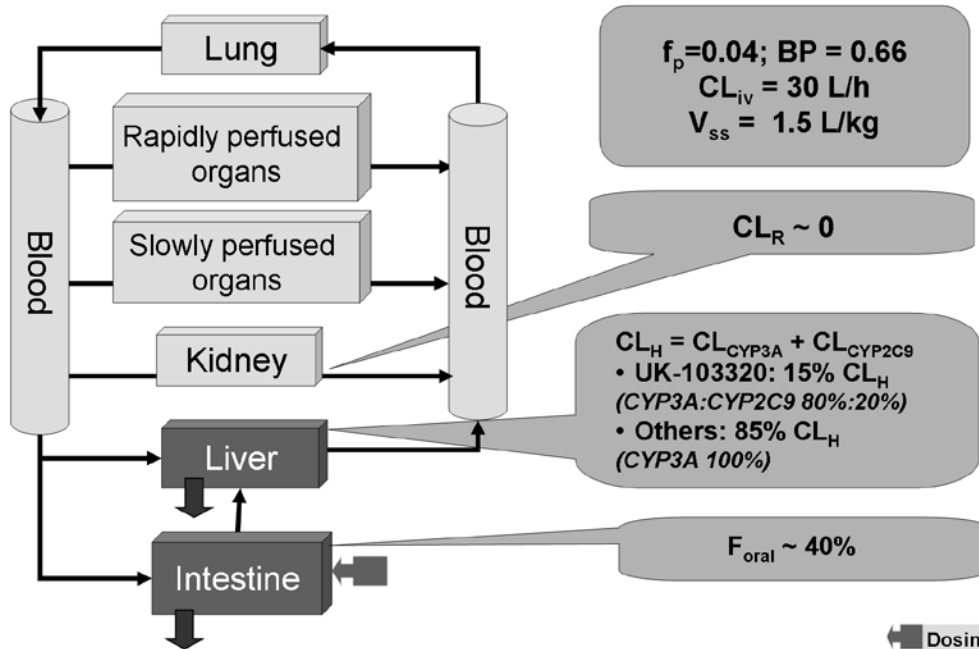 Lung
Rapidly perfused
organs
Slowly perfused
organs
Kidney
Liver
Intestine
Blood
Blood
fp=0.04; BP = 0.66
CLiv = 30 L/h
Vss = 1.5 L/kg
CLR ~ 0
CLH = CLCYP3A + CLCYP2C9
• UK-103320: 15% CLH
(CYP3A:CYP2C9 80%:20%)
• Others: 85% CLH
(CYP3A 100%)
Foral ~ 40%
Dosin